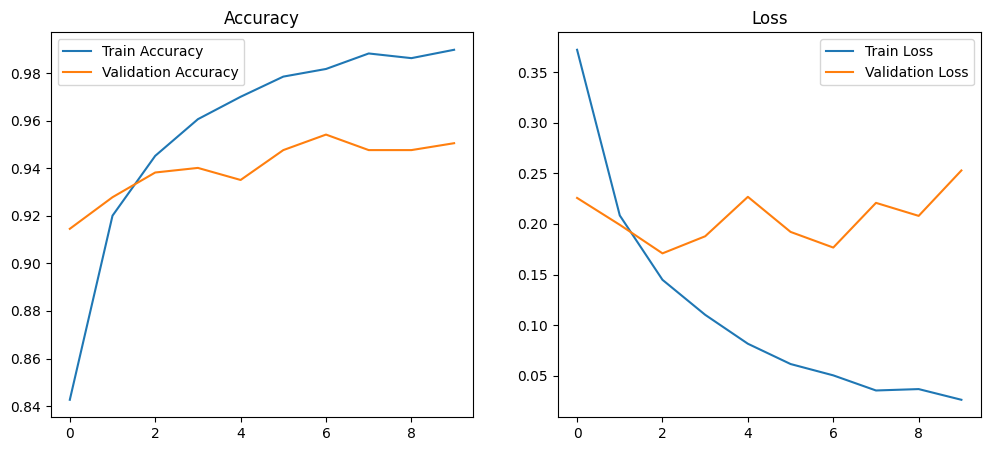 Accuracy
Train Accuracy
Validation Accuracy
0.98
0.96
0.94
0.92
0.90
0.88
0.86
0.84
0 2 4 6 8
Loss
Train Loss
Validation Loss
0.35
0.30
0.25
0.20
0.15
0.10
0.05
0 2 4 6 8